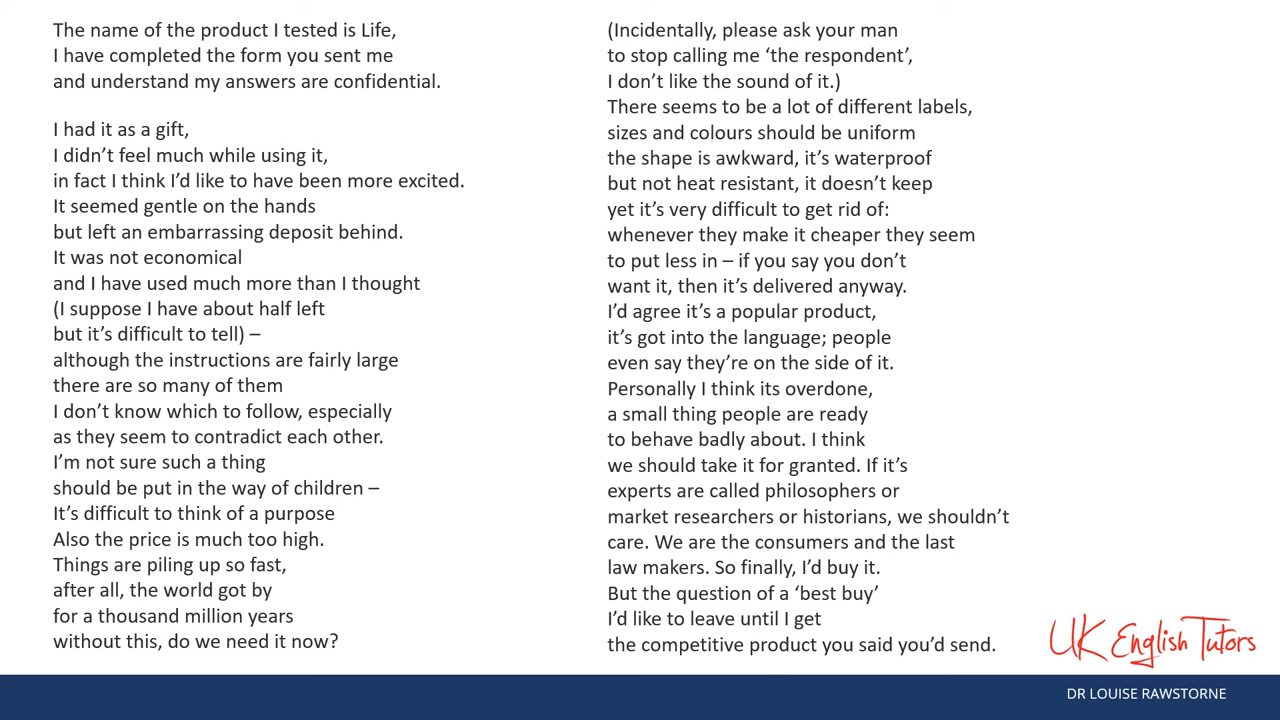 The name of the product I tested is Life,
I have completed the form you sent me
and understand my answers are confidential.

I had it as a gift,
I didn’t feel much while using it,
in fact I think I’d like to have been more excited.
It seemed gentle on the hands
but left an embarrassing deposit behind.
It was not economical
and I have used much more than I thought
(I suppose I have about half left
but it’s difficult to tell) –
although the instructions are fairly large
there are so many of them
I don’t know which to follow, especially
as they seem to contradict each other.
I’m not sure such a thing
should be put in the way of children –
It’s difficult to think of a purpose
Also the price is much too high.
Things are piling up so fast,
after all, the world got by
for a thousand million years
without this, do we need it now?
(Incidentally, please ask your man
to stop calling me ‘the respondent’,
I don’t like the sound of it.)
There seems to be a lot of different labels,
sizes and colours should be uniform
the shape is awkward, it’s waterproof
but not heat resistant, it doesn’t keep
yet it’s very difficult to get rid of:
whenever they make it cheaper they seem
to put less in – if you say you don’t
want it, then it’s delivered anyway.
I’d agree it’s a popular product,
it’s got into the language; people
even say they’re on the side of it.
Personally I think its overdone,
a small thing people are ready
to behave badly about. I think
we should take it for granted. If it’s
experts are called philosophers or
market researchers or historians, we shouldn’t
care. We are the consumers and the last
law makers. So finally, I’d buy it.
But the question of a ‘best buy’
I’d like to leave until I get
the competitive product you said you’d send.
UK English Tutors
DR LOUISE RAWSTORNE